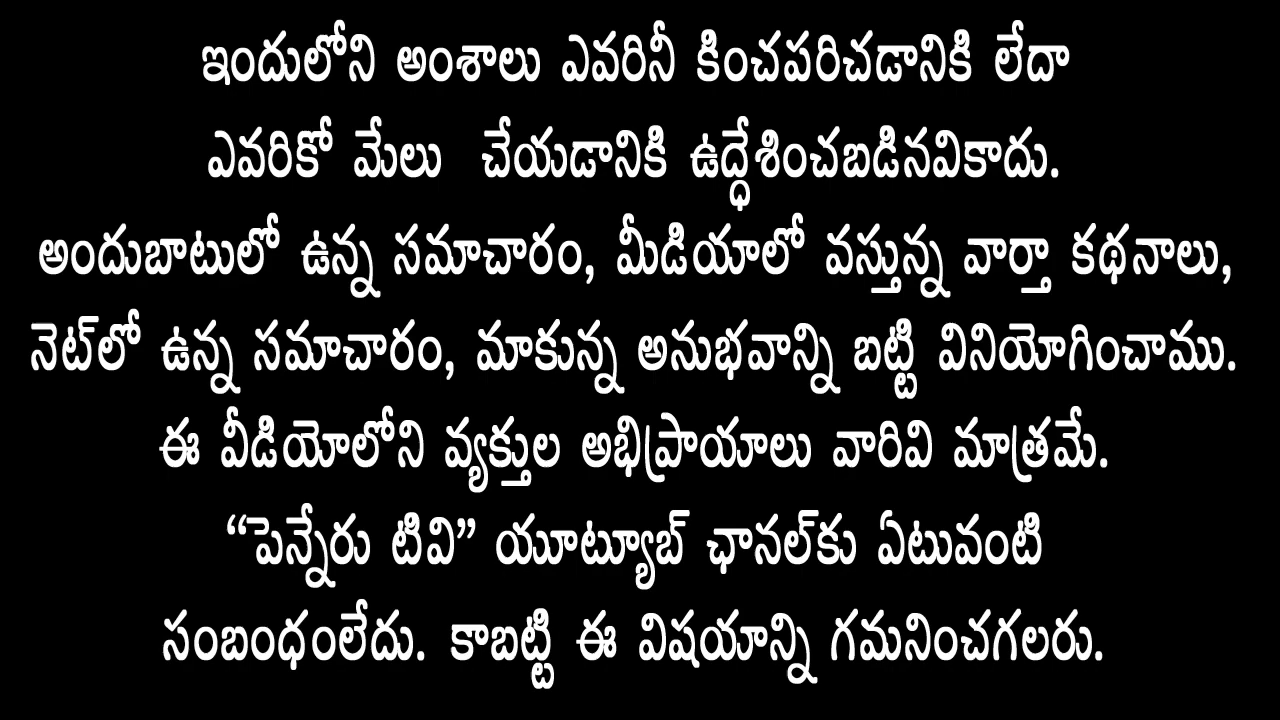 ఇందులోని అంశాలు ఎవరినీ కించపరిచడానికి లేదా
ఎవరికో మేలు చేయడానికి ఉద్ధేశించబడినవికాదు.
అందుబాటులో ఉన్న సమాచారం, మీడియాలో వస్తున్న వార్తా కథనాలు,
నెట్‌లో ఉన్న సమాచారం, మాకున్న అనుభవాన్ని బట్టి వినియోగించాము.
ఈ వీడియోలోని వ్యక్తుల అభిప్రాయాలు వారివి మాత్రమే.
“పెన్నేరు టివి” యూట్యూబ్ ఛానల్‌కు ఏటువంటి
సంబంధంలేదు. కాబట్టి ఈ విషయాన్ని గమనించగలరు.